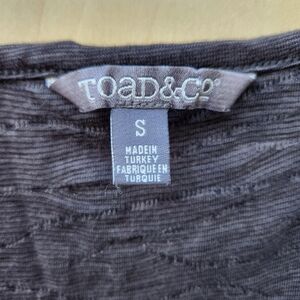 TOAD&CO®
S
MADE IN
TURKEY
FABRIQUE EN
TURQUIE